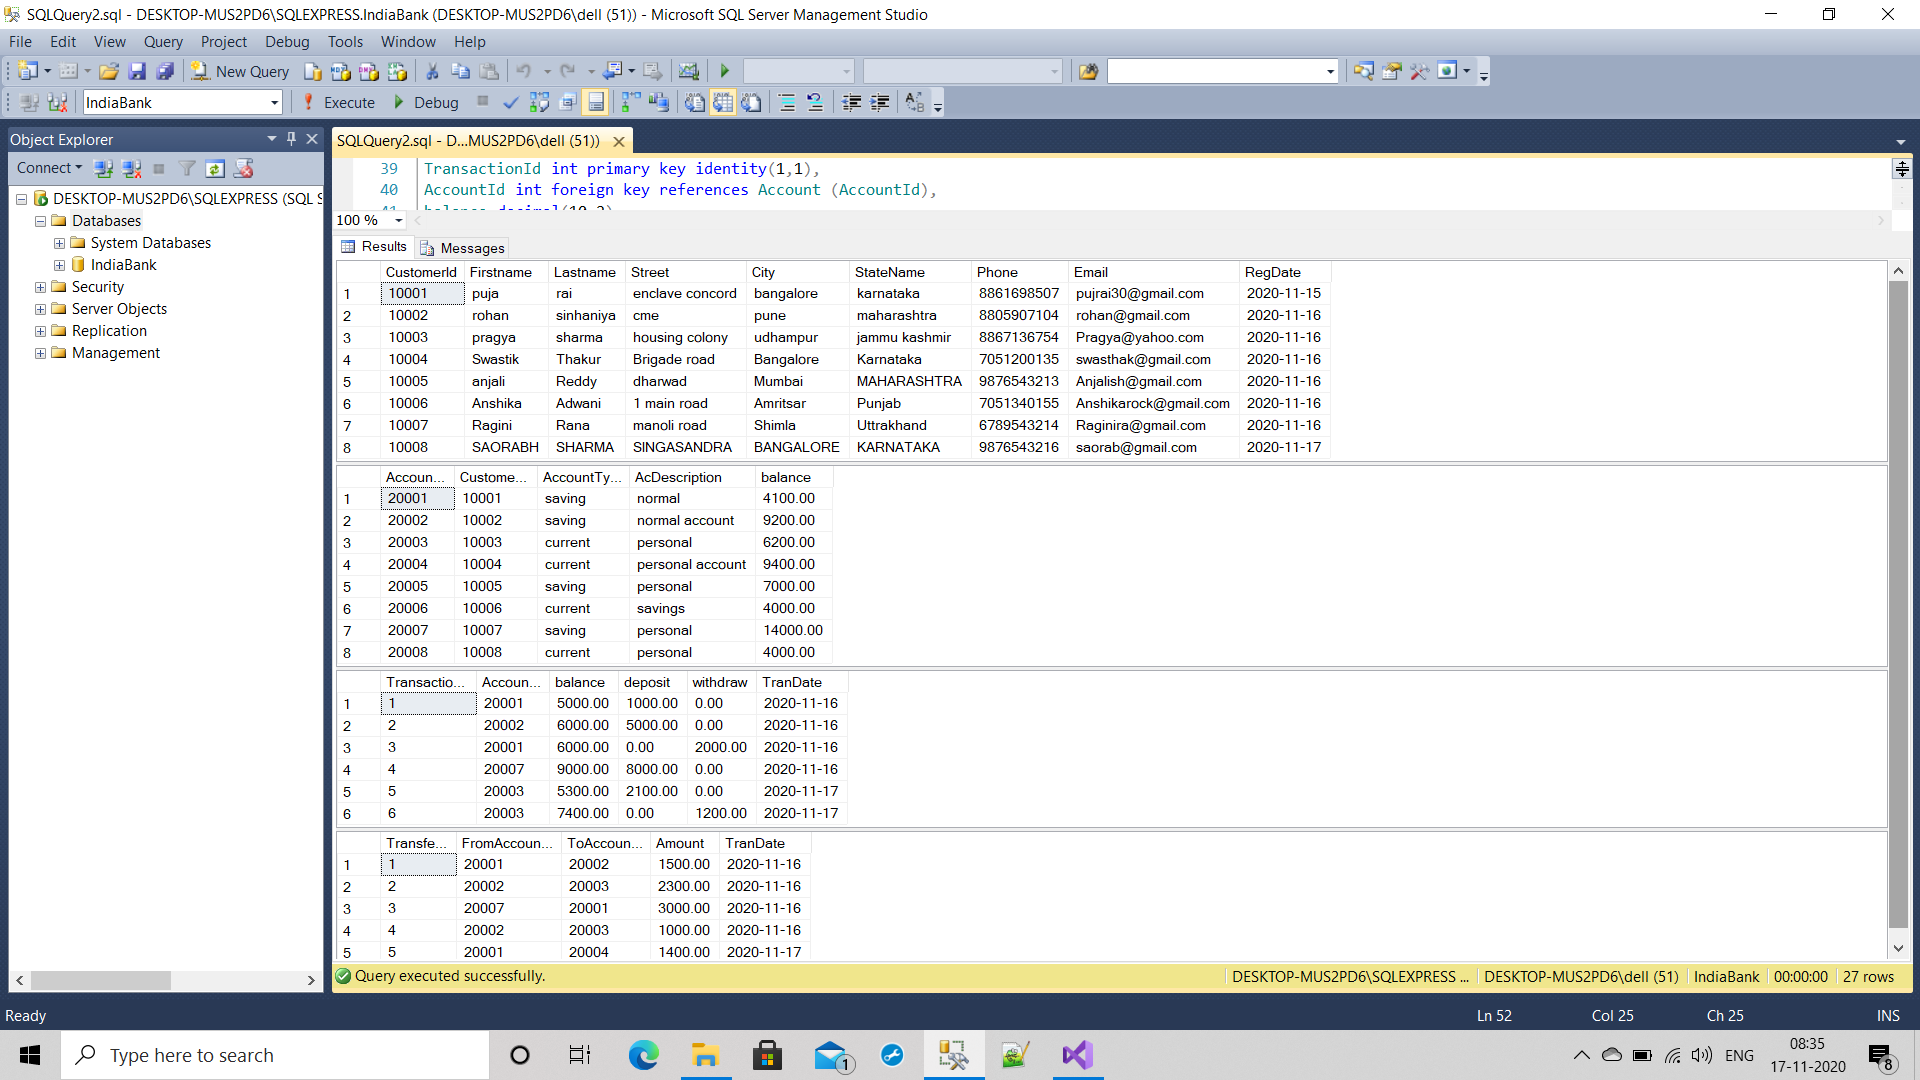 SQLQuery2.sql - DESKTOP-MUS2PD6\SQLEXPRESS.IndiaBank (DESKTOP-MUS2PD6\dell (51)) - Microsoft SQL Server Management Studio
File Edit View Query Project Debug Tools Window Help
New Query
IndiaBank Execute Debug
Object Explorer
Connect
DESKTOP-MUS2PD6\SQLEXPRESS (SQL S
Databases
System Databases
IndiaBank
Security
Server Objects
Replication
Management
SQLQuery2.sql - D...MUS2PD6\dell (51))
39 TransactionId int primary key identity(1,1),
40 AccountId int foreign key references Account (AccountId),
100 %
Results Messages
CustomerId Firstname Lastname Street City StateName Phone Email RegDate
1 10001 puja rai enclave concord bangalore karnataka 8861698507 pujrai30@gmail.com 2020-11-15
2 10002 rohan sinhaniya cme pune maharashtra 8805907104 rohan@gmail.com 2020-11-16
3 10003 pragya sharma housing colony udhampur jammu kashmir 8867136754 Pragya@yahoo.com 2020-11-16
4 10004 Swastik Thakur Brigade road Bangalore Karnataka 7051200135 swasthak@gmail.com 2020-11-16
5 10005 anjali Reddy dharwad Mumbai MAHARASHTRA 9876543213 Anjalish@gmail.com 2020-11-16
6 10006 Anshika Adwani 1 main road Amritsar Punjab 7051340155 Anshikarock@gmail.com 2020-11-16
7 10007 Ragini Rana manoli road Shimla Uttrakhand 6789543214 Raginira@gmail.com 2020-11-16
8 10008 SAORABH SHARMA SINGASANDRA BANGALORE KARNATAKA 9876543216 saorab@gmail.com 2020-11-17
Accoun... Custome... AccountTy... AcDescription balance
1 20001 10001 saving normal 4100.00
2 20002 10002 saving normal account 9200.00
3 20003 10003 current personal 6200.00
4 20004 10004 current personal account 9400.00
5 20005 10005 saving personal 7000.00
6 20006 10006 current savings 4000.00
7 20007 10007 saving personal 14000.00
8 20008 10008 current personal 4000.00
Transactio... Accoun... balance deposit withdraw TranDate
1 1 20001 5000.00 1000.00 0.00 2020-11-16
2 2 20002 6000.00 5000.00 0.00 2020-11-16
3 3 20001 6000.00 0.00 2000.00 2020-11-16
4 4 20007 9000.00 8000.00 0.00 2020-11-16
5 5 20003 5300.00 2100.00 0.00 2020-11-17
6 6 20003 7400.00 0.00 1200.00 2020-11-17
Transfe... FromAccoun... ToAccoun... Amount TranDate
1 1 20001 20002 1500.00 2020-11-16
2 2 20002 20003 2300.00 2020-11-16
3 3 20007 20001 3000.00 2020-11-16
4 4 20002 20003 1000.00 2020-11-16
5 5 20001 20004 1400.00 2020-11-17
Query executed successfully. DESKTOP-MUS2PD6\SQLEXPRESS ... DESKTOP-MUS2PD6\dell (51) IndiaBank 00:00:00 27 rows
Ready Ln 52 Col 25 Ch 25 INS
Type here to search 1 ENG 08:35
17-11-2020 8